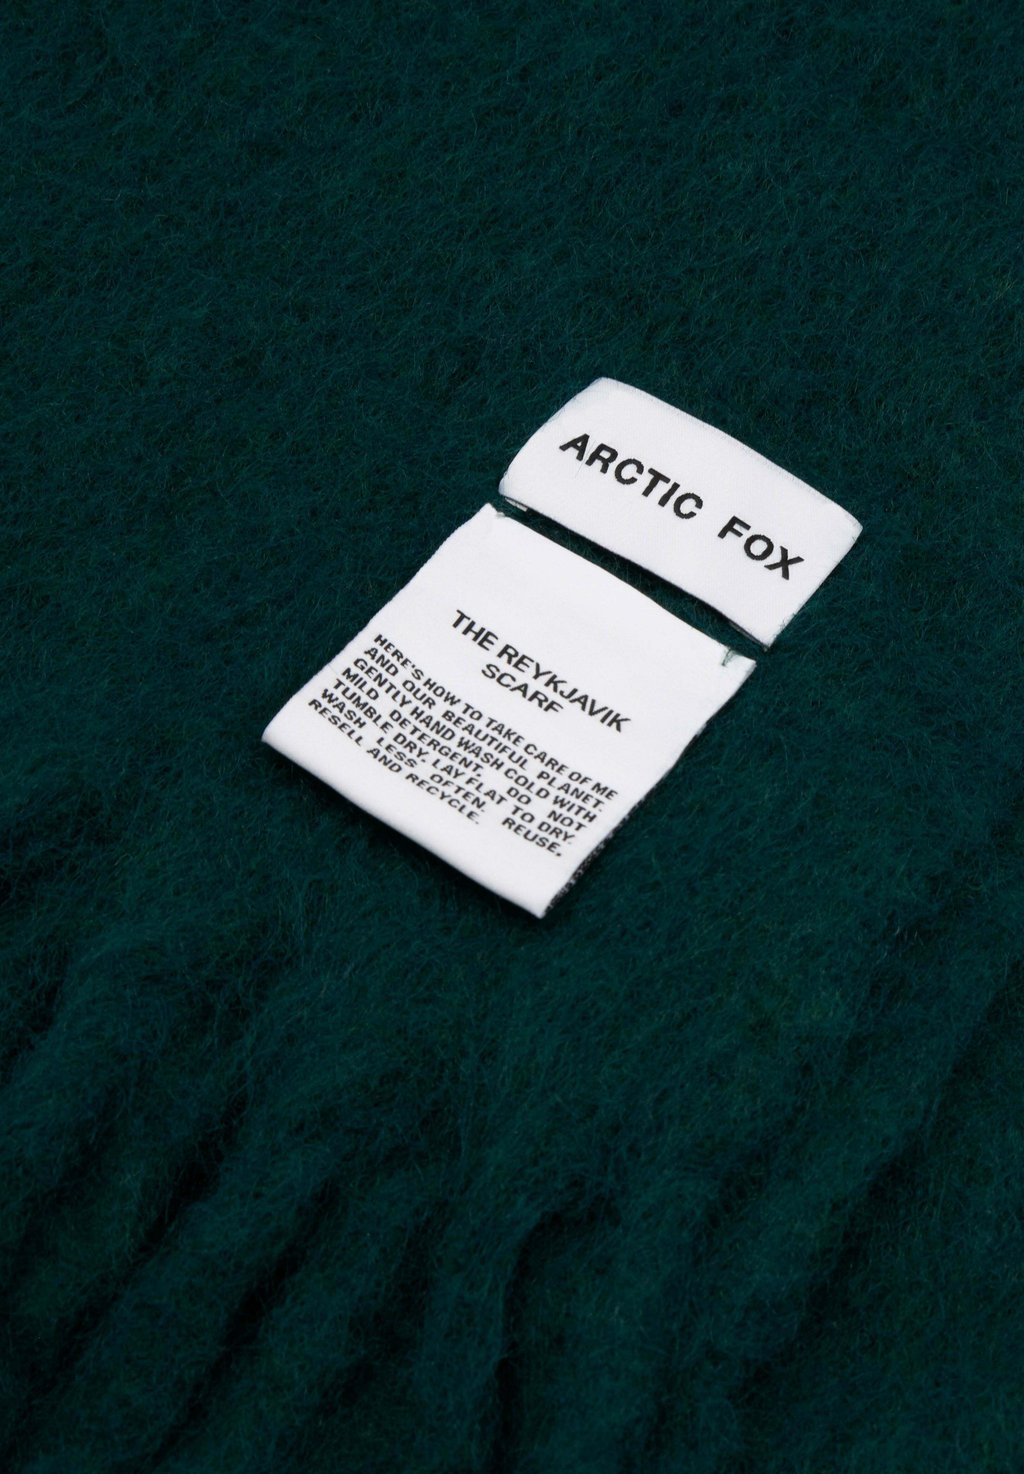 ARCTIC FOX
THE REYKJAVIK
SCARF
HERE'S HOW TO TAKE CARE OF ME
AND OUR BEAUTIFUL PLANET.
GENTLY HAND WASH COLD WITH
MILD DETERGENT. DO NOT
TUMBLE DRY. LAY FLAT TO DRY.
WASH LESS OFTEN. REUSE,
RESELL AND RECYCLE.